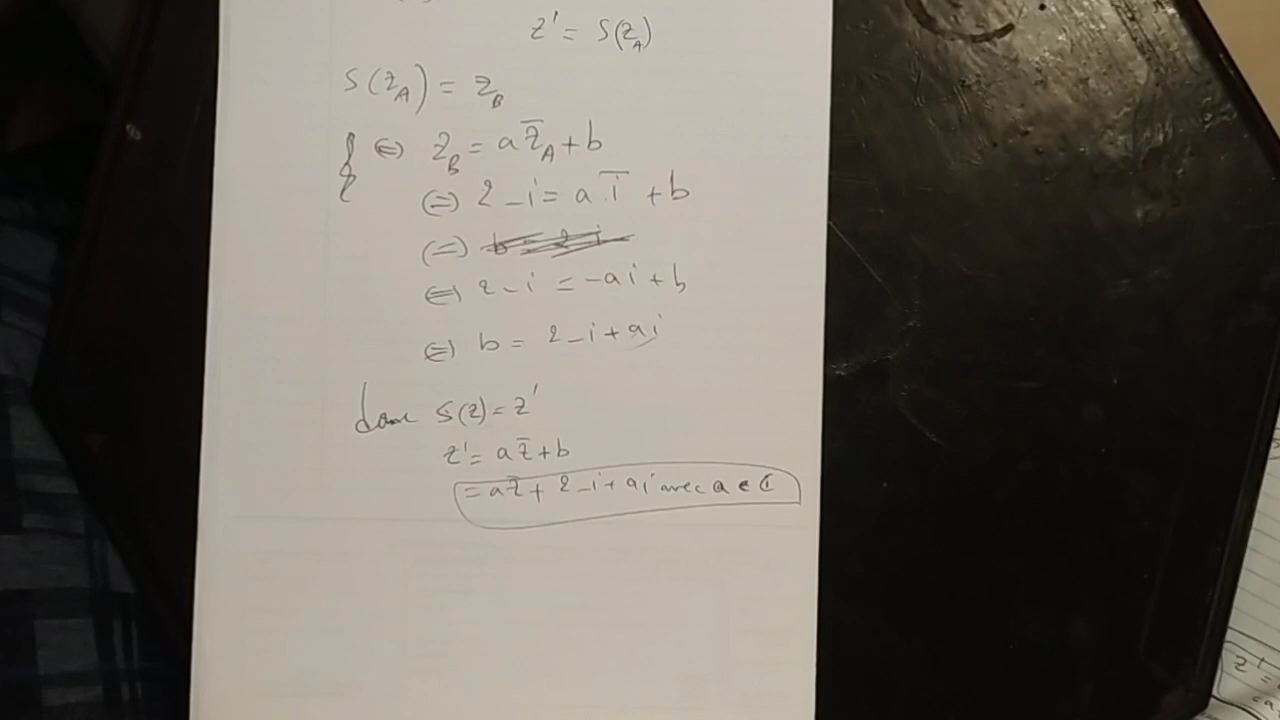 z' = S(z_A)
S(z_A) = z_B
⇔ z_B = a z̅_A + b
⇔ 2 - i = a . i̅ + b
⇔
⇔ 2 - i = -ai + b
⇔ b = 2 - i + ai
donc S(z) = z'
z' = a z̅ + b
= a z̅ + 2 - i + ai avec a ∈ ℂ
z' =